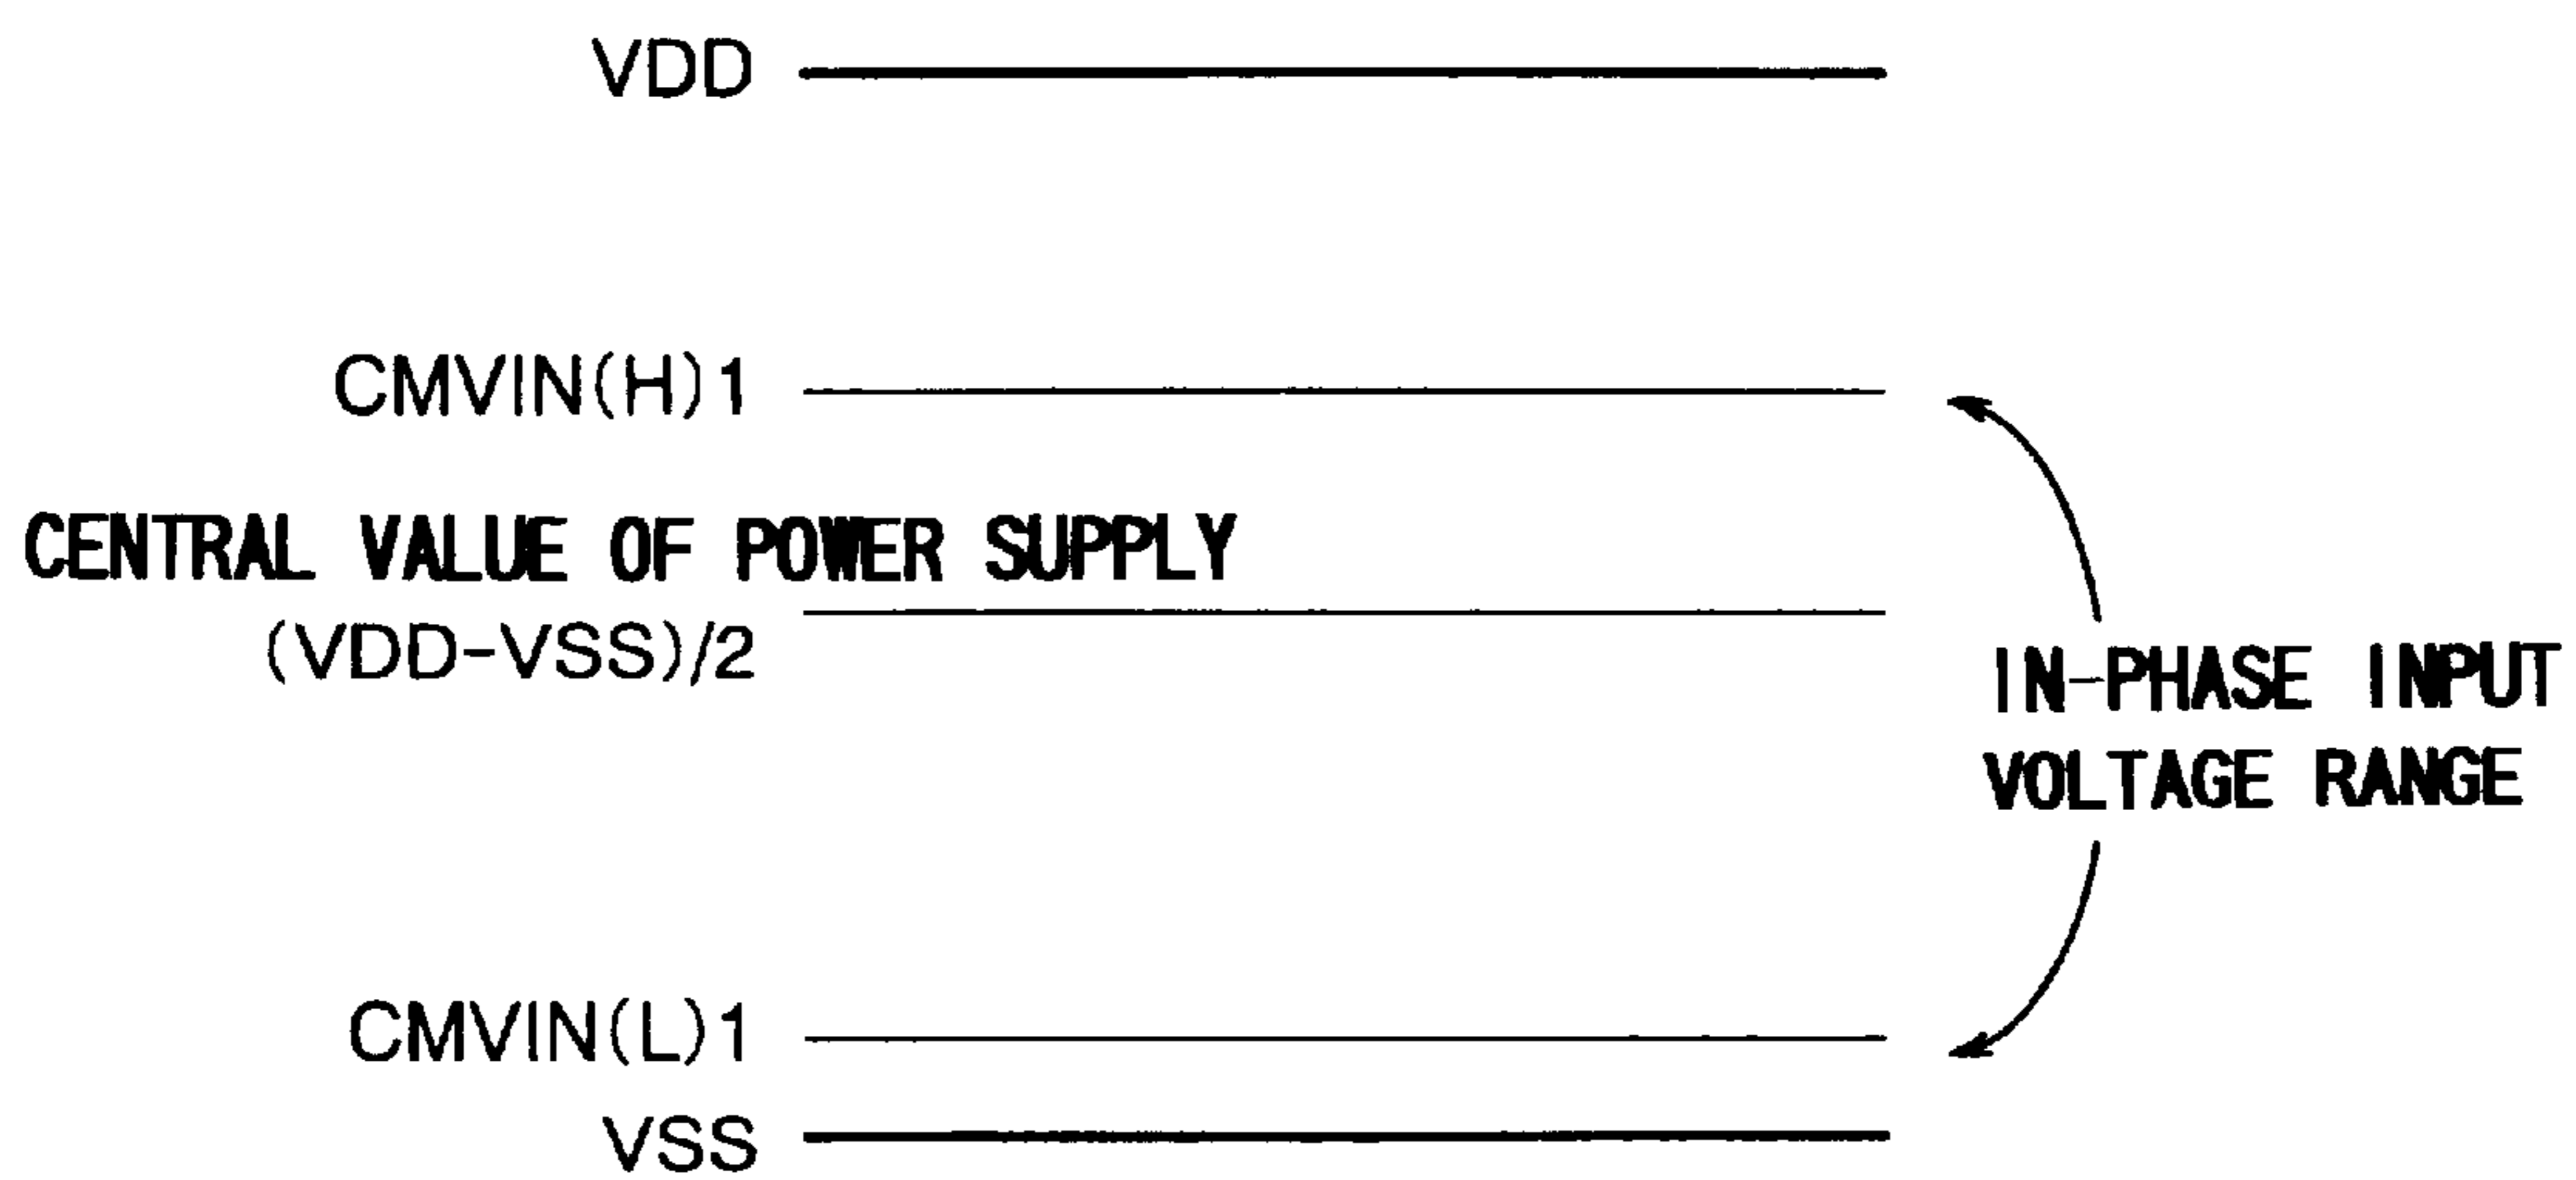 VDD
CMVIN(H)1
CENTRAL VALUE OF POWER SUPPLY
(VDD-VSS)/2
IN-PHASE INPUT
VOLTAGE RANGE
CMVIN(L)1
VSS